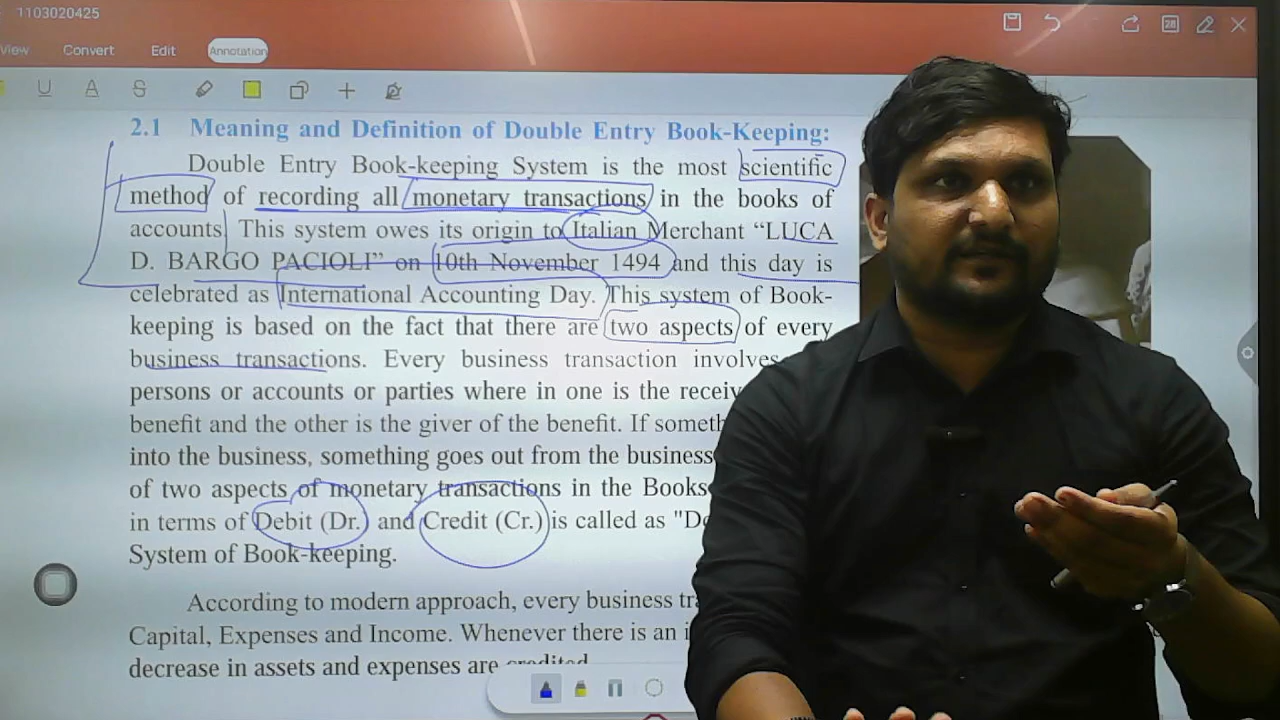 1103020425
View Convert Edit Annotation
28
2.1 Meaning and Definition of Double Entry Book-Keeping:
Double Entry Book-keeping System is the most scientific
method of recording all monetary transactions in the books of
accounts This system owes its origin to Italian Merchant “LUCA
D. BARGO PACIOLI” on 10th November 1494 and this day is
celebrated as International Accounting Day. This system of Book-
keeping is based on the fact that there are two aspects of every
business transactions. Every business transaction involves
persons or accounts or parties where in one is the
benefit and the other is the giver of the benefit. If
into the business, something goes out from the business
of two aspects of monetary transactions in the Books
in terms of Debit (Dr.) and Credit (Cr.) is called as
System of Book-keeping.
According to modern approach, every business
Capital, Expenses and Income. Whenever there is an
decrease in assets and expenses are credited